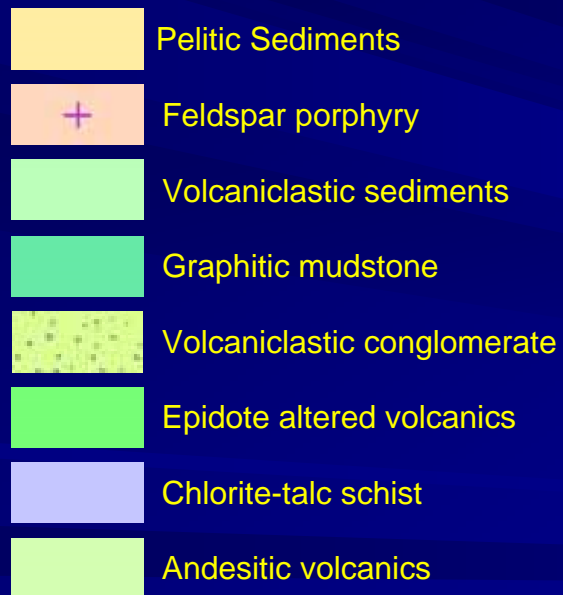 Pelitic Sediments
Feldspar porphyry
Volcaniclastic sediments
Graphitic mudstone
Volcaniclastic conglomerate
Epidote altered volcanics
Chlorite-talc schist
Andesitic volcanics